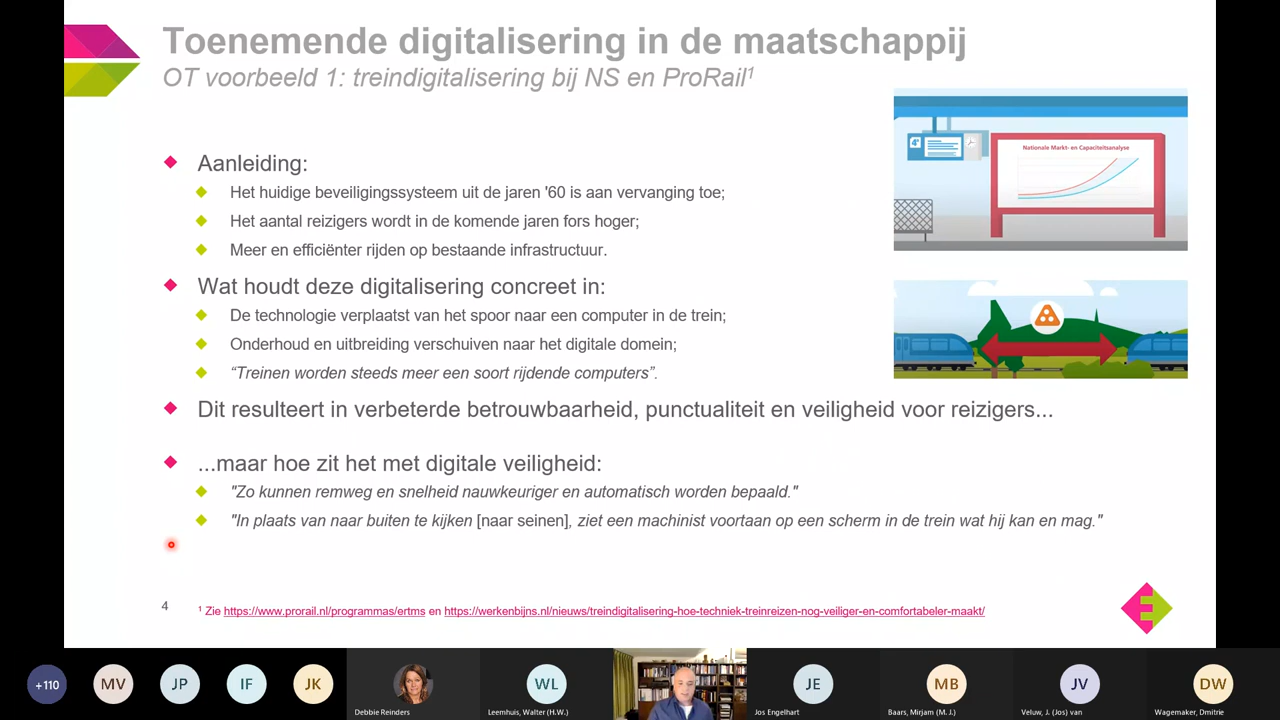 Toenemende digitalisering in de maatschappij
OT voorbeeld 1: treindigitalisering bij NS en ProRail¹
Aanleiding:
Het huidige beveiligingssysteem uit de jaren '60 is aan vervanging toe;
Het aantal reizigers wordt in de komende jaren fors hoger;
Meer en efficiënter rijden op bestaande infrastructuur.
4
Nationale Markt- en Capaciteitsanalyse
Wat houdt deze digitalisering concreet in:
De technologie verplaatst van het spoor naar een computer in de trein;
Onderhoud en uitbreiding verschuiven naar het digitale domein;
“Treinen worden steeds meer een soort rijdende computers”.
Dit resulteert in verbeterde betrouwbaarheid, punctualiteit en veiligheid voor reizigers...
...maar hoe zit het met digitale veiligheid:
"Zo kunnen remweg en snelheid nauwkeuriger en automatisch worden bepaald."
"In plaats van naar buiten te kijken [naar seinen], ziet een machinist voortaan op een scherm in de trein wat hij kan en mag."
4
¹ Zie https://www.prorail.nl/programmas/ertms en https://werkenbijns.nl/nieuws/treindigitalisering-hoe-techniek-treinreizen-nog-veiliger-en-comfortabeler-maakt/
+110 MV JP IF JK WL JE MB JV DW
Debbie Reinders
Leemhuis, Walter (H.W.)
Jos Engelhart
Baars, Mirjam (M. J.)
Veluw, J. (Jos) van
Wagemaker, Dmitrie